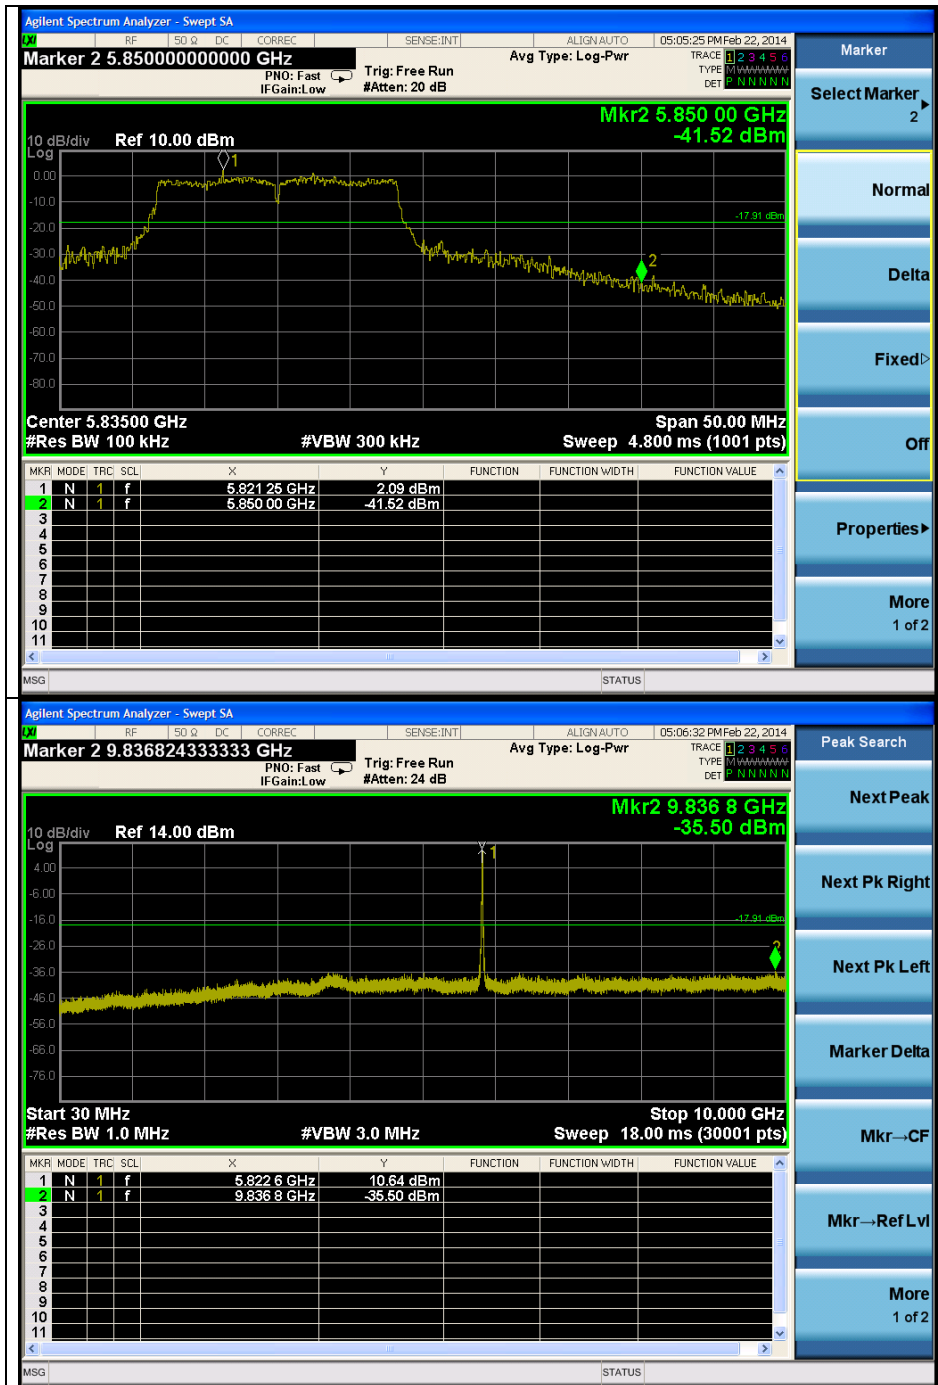 Agilent Spectrum Analyzer - Swept SA
LXI RF 50 Ω DC CORREC SENSE:INT ALIGN AUTO 05:05:25 PM Feb 22, 2014
Marker 2 5.850000000000 GHz
PNO: Fast
IFGain:Low
Trig: Free Run
#Atten: 20 dB
Avg Type: Log-Pwr
TRACE 1 2 3 4 5 6
TYPE M
DET P N N N N N
Mkr2 5.850 00 GHz
-41.52 dBm
10 dB/div Ref 10.00 dBm
Log
1
0.00
-10.0
-17.91 dBm
-20.0
-30.0
2
-40.0
-50.0
-60.0
-70.0
-80.0
Center 5.83500 GHz Span 50.00 MHz
#Res BW 100 kHz #VBW 300 kHz Sweep 4.800 ms (1001 pts)
MKR MODE TRC SCL X Y FUNCTION FUNCTION WIDTH FUNCTION VALUE
1 N 1 f 5.821 25 GHz 2.09 dBm
2 N 1 f 5.850 00 GHz -41.52 dBm
3
4
5
6
7
8
9
10
11
MSG STATUS
Marker
Select Marker
2
Normal
Delta
Fixed
Off
Properties
More
1 of 2
Agilent Spectrum Analyzer - Swept SA
LXI RF 50 Ω DC CORREC SENSE:INT ALIGN AUTO 05:06:32 PM Feb 22, 2014
Marker 2 9.836824333333 GHz
PNO: Fast
IFGain:Low
Trig: Free Run
#Atten: 24 dB
Avg Type: Log-Pwr
TRACE 1 2 3 4 5 6
TYPE M
DET P N N N N N
Mkr2 9.836 8 GHz
-35.50 dBm
10 dB/div Ref 14.00 dBm
Log
1
4.00
-6.00
-16.0
-17.91 dBm
-26.0
2
-36.0
-46.0
-56.0
-66.0
-76.0
Start 30 MHz Stop 10.000 GHz
#Res BW 1.0 MHz #VBW 3.0 MHz Sweep 18.00 ms (30001 pts)
MKR MODE TRC SCL X Y FUNCTION FUNCTION WIDTH FUNCTION VALUE
1 N 1 f 5.822 6 GHz 10.64 dBm
2 N 1 f 9.836 8 GHz -35.50 dBm
3
4
5
6
7
8
9
10
11
MSG STATUS
Peak Search
Next Peak
Next Pk Right
Next Pk Left
Marker Delta
Mkr→CF
Mkr→Ref Lvl
More
1 of 2